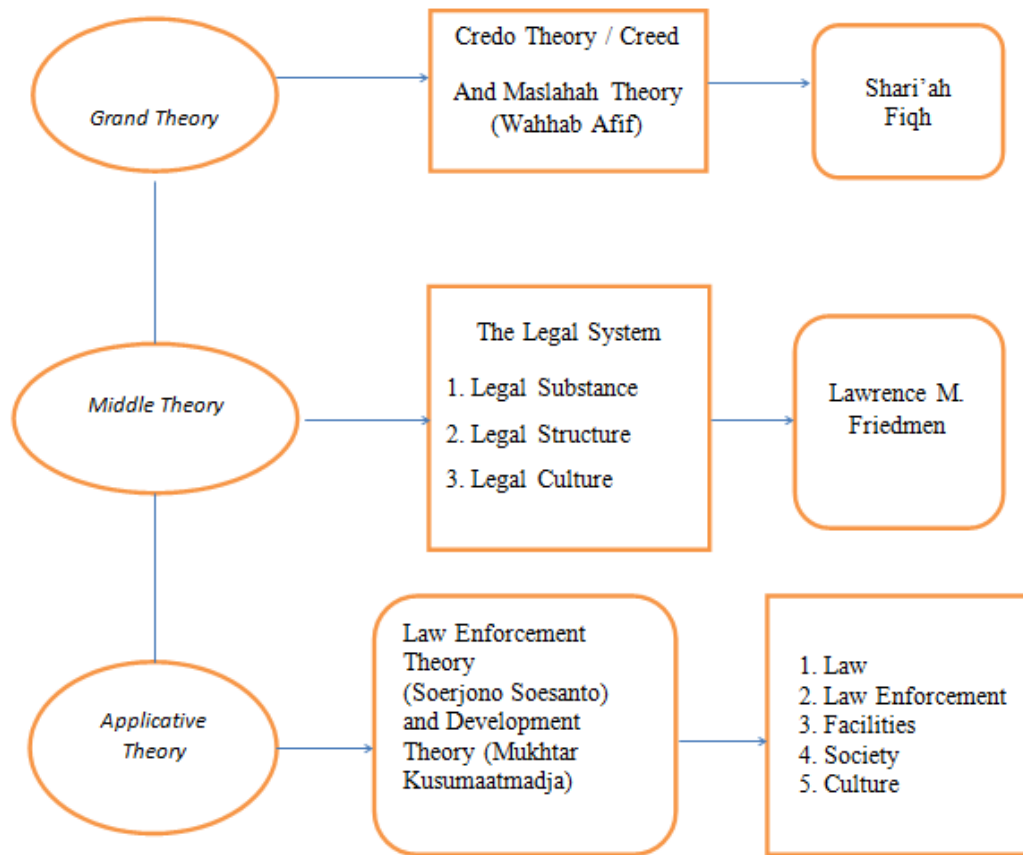 Grand Theory
Credo Theory / Creed
And Maslahah Theory
(Wahhab Afif)
Shari’ah
Fiqh
Middle Theory
The Legal System
1. Legal Substance
2. Legal Structure
3. Legal Culture
Lawrence M.
Friedmen
Applicative
Theory
Law Enforcement
Theory
(Soerjono Soesanto)
and Development
Theory (Mukhtar
Kusumaatmadja)
1. Law
2. Law Enforcement
3. Facilities
4. Society
5. Culture